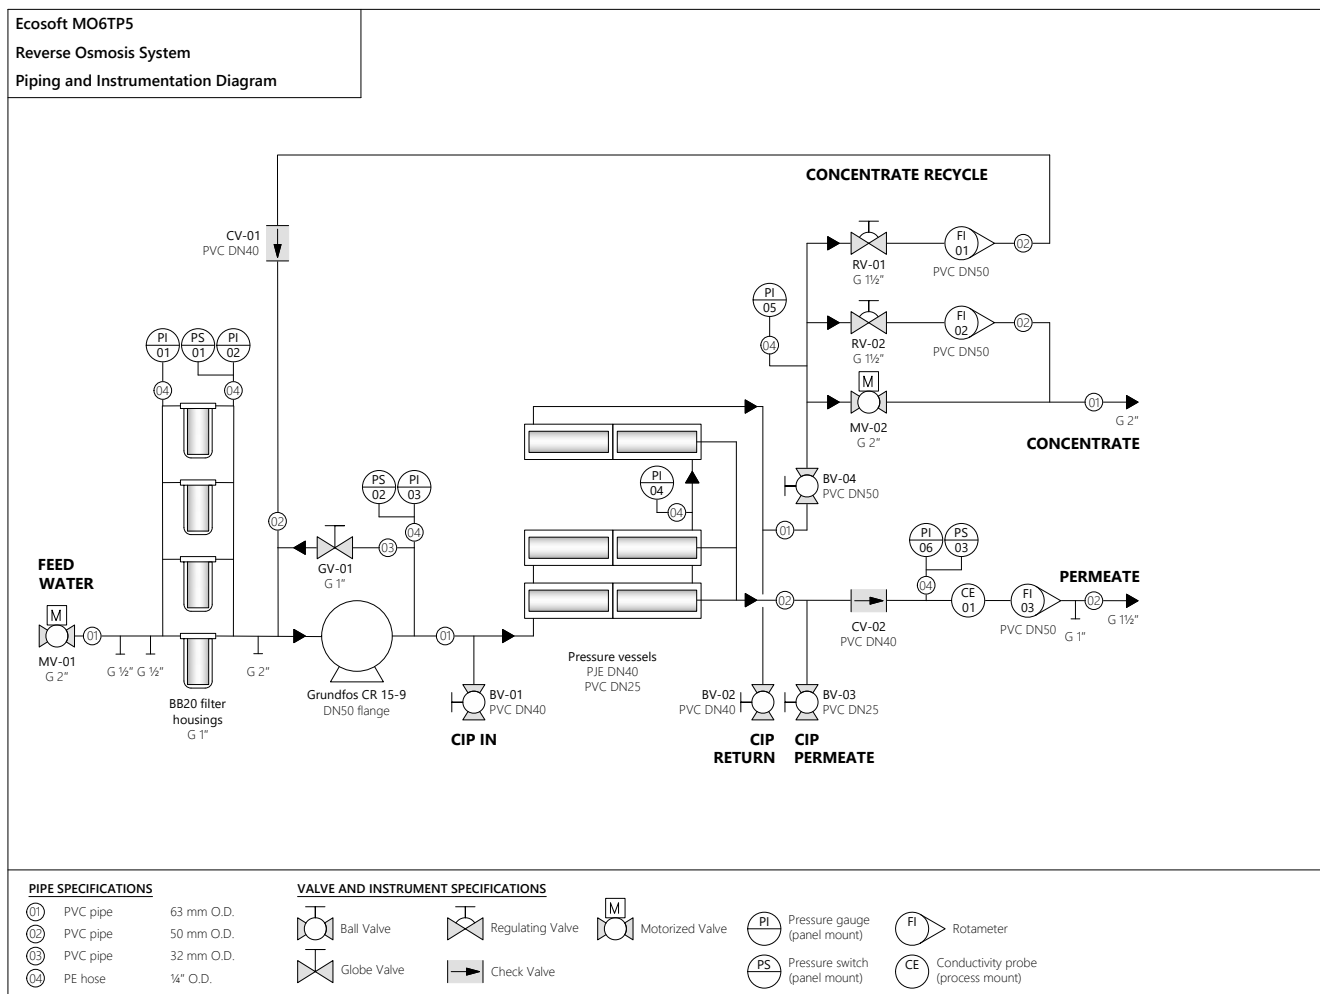 Ecosoft MO6TP5
Reverse Osmosis System
Piping and Instrumentation Diagram
CONCENTRATE RECYCLE
CV-01
PVC DN40
FI
01
02
RV-01
G 1½"
PVC DN50
PI
05
04
FI
02
02
RV-02
G 1½"
PVC DN50
M
MV-02
G 2"
01
G 2"
CONCENTRATE
PI
01
PS
01
PI
02
04
04
PS
02
PI
03
04
PI
04
04
BV-04
PVC DN50
01
02
03
GV-01
G 1"
PI
06
PS
03
04
FEED
WATER
M
MV-01
G 2"
01
G ½"
G ½"
G 2"
BB20 filter
housings
G 1"
Grundfos CR 15-9
DN50 flange
01
BV-01
PVC DN40
CIP IN
Pressure vessels
PJE DN40
PVC DN25
02
CV-02
PVC DN40
CE
01
FI
03
PVC DN50
PERMEATE
02
G 1"
G 1½"
BV-02
PVC DN40
CIP
RETURN
BV-03
PVC DN25
CIP
PERMEATE
PIPE SPECIFICATIONS
01 PVC pipe 63 mm O.D.
02 PVC pipe 50 mm O.D.
03 PVC pipe 32 mm O.D.
04 PE hose ¼" O.D.
VALVE AND INSTRUMENT SPECIFICATIONS
Ball Valve
Globe Valve
Regulating Valve
Check Valve
M
Motorized Valve
PI
Pressure gauge
(panel mount)
PS
Pressure switch
(panel mount)
FI
Rotameter
CE
Conductivity probe
(process mount)